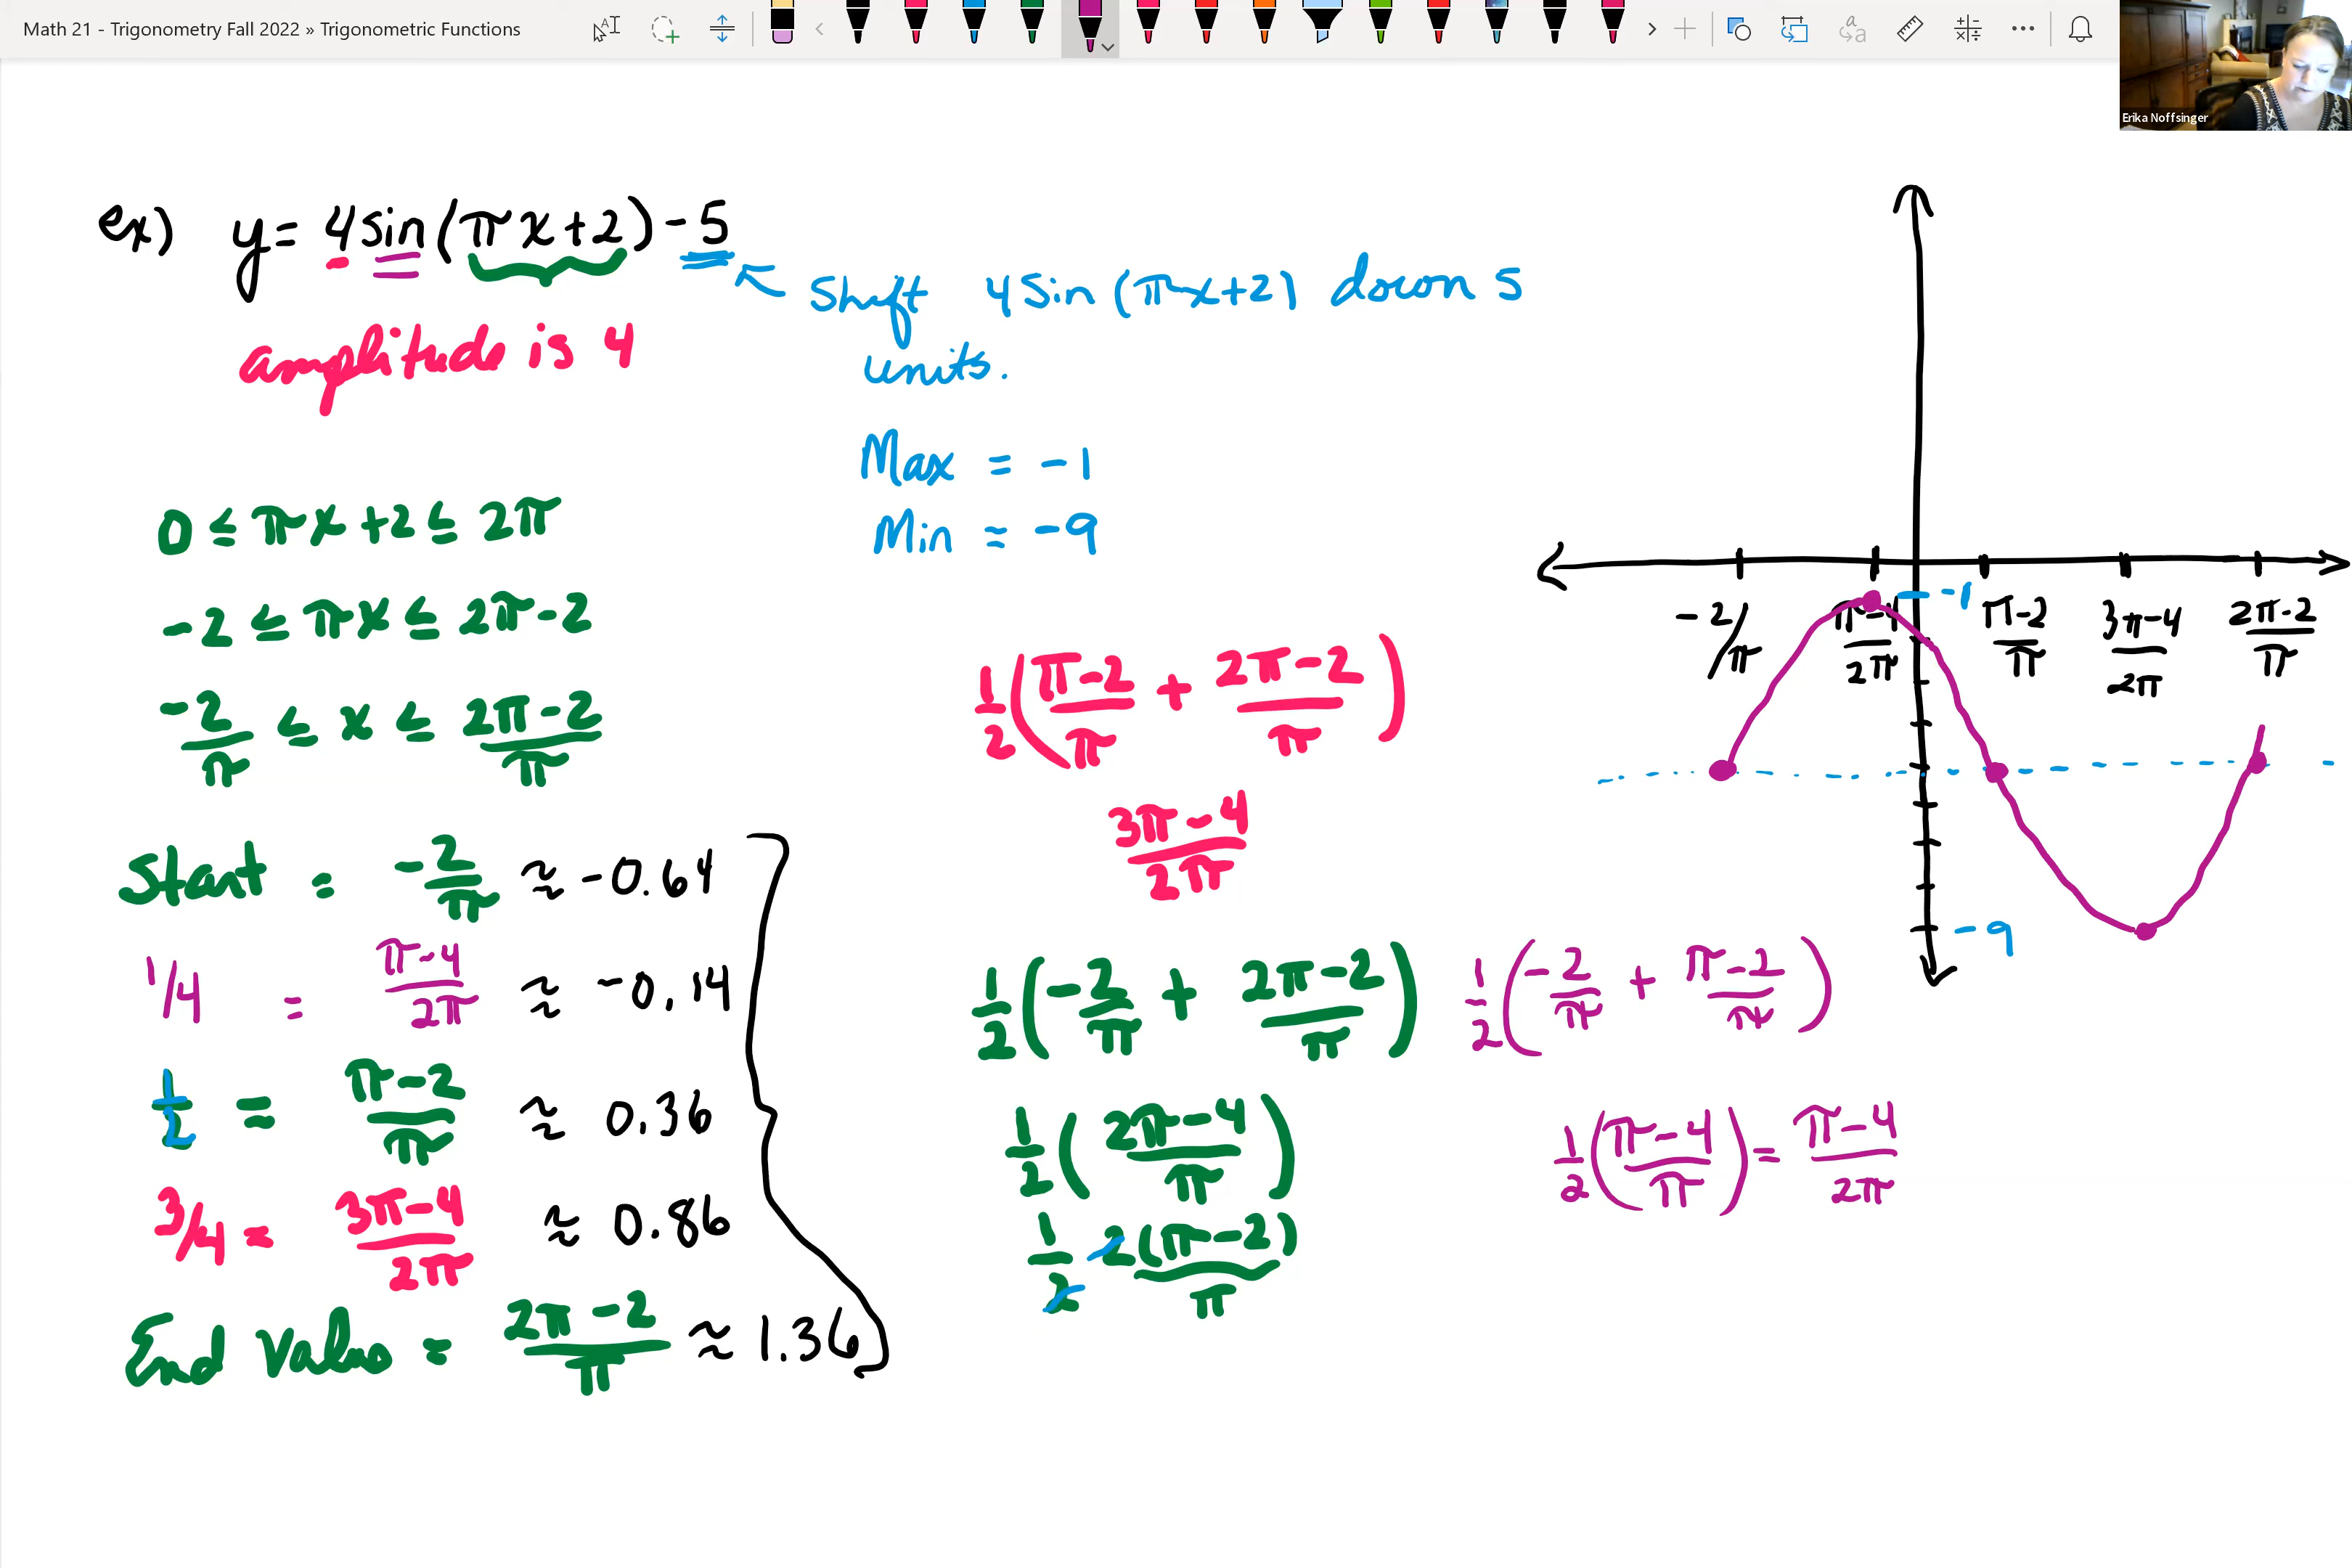 Math 21 - Trigonometry Fall 2022 » Trigonometric Functions
Erika Noffsinger
ex) y = 4 sin (πx+2) - 5
shift 4 sin (πx+2) down 5
units.
amplitude is 4
Max = -1
Min = -9
0 ≤ πx +2 ≤ 2π
-2 ≤ πx ≤ 2π-2
-2/π ≤ x ≤ (2π-2)/π
Start = -2/π ≈ -0.64
1/4 = (π-4)/2π ≈ -0.14
1/2 = (π-2)/π ≈ 0.36
3/4 = (3π-4)/2π ≈ 0.86
End Value = (2π-2)/π ≈ 1.36
1/2 ((π-2)/π + (2π-2)/π)
(3π-4)/2π
1/2 (-2/π + (2π-2)/π)
1/2 ((2π-4)/π)
1/2 2(π-2)/π
1/2 (-2/π + (π-2)/π)
1/2 ((π-4)/π) = (π-4)/2π
-1
-2/π (π-4)/2π (π-2)/π (3π-4)/2π (2π-2)/π
-9